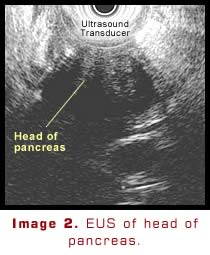 Ultrasound
Transducer
Head of
pancreas
Image 2. EUS of head of
pancreas.